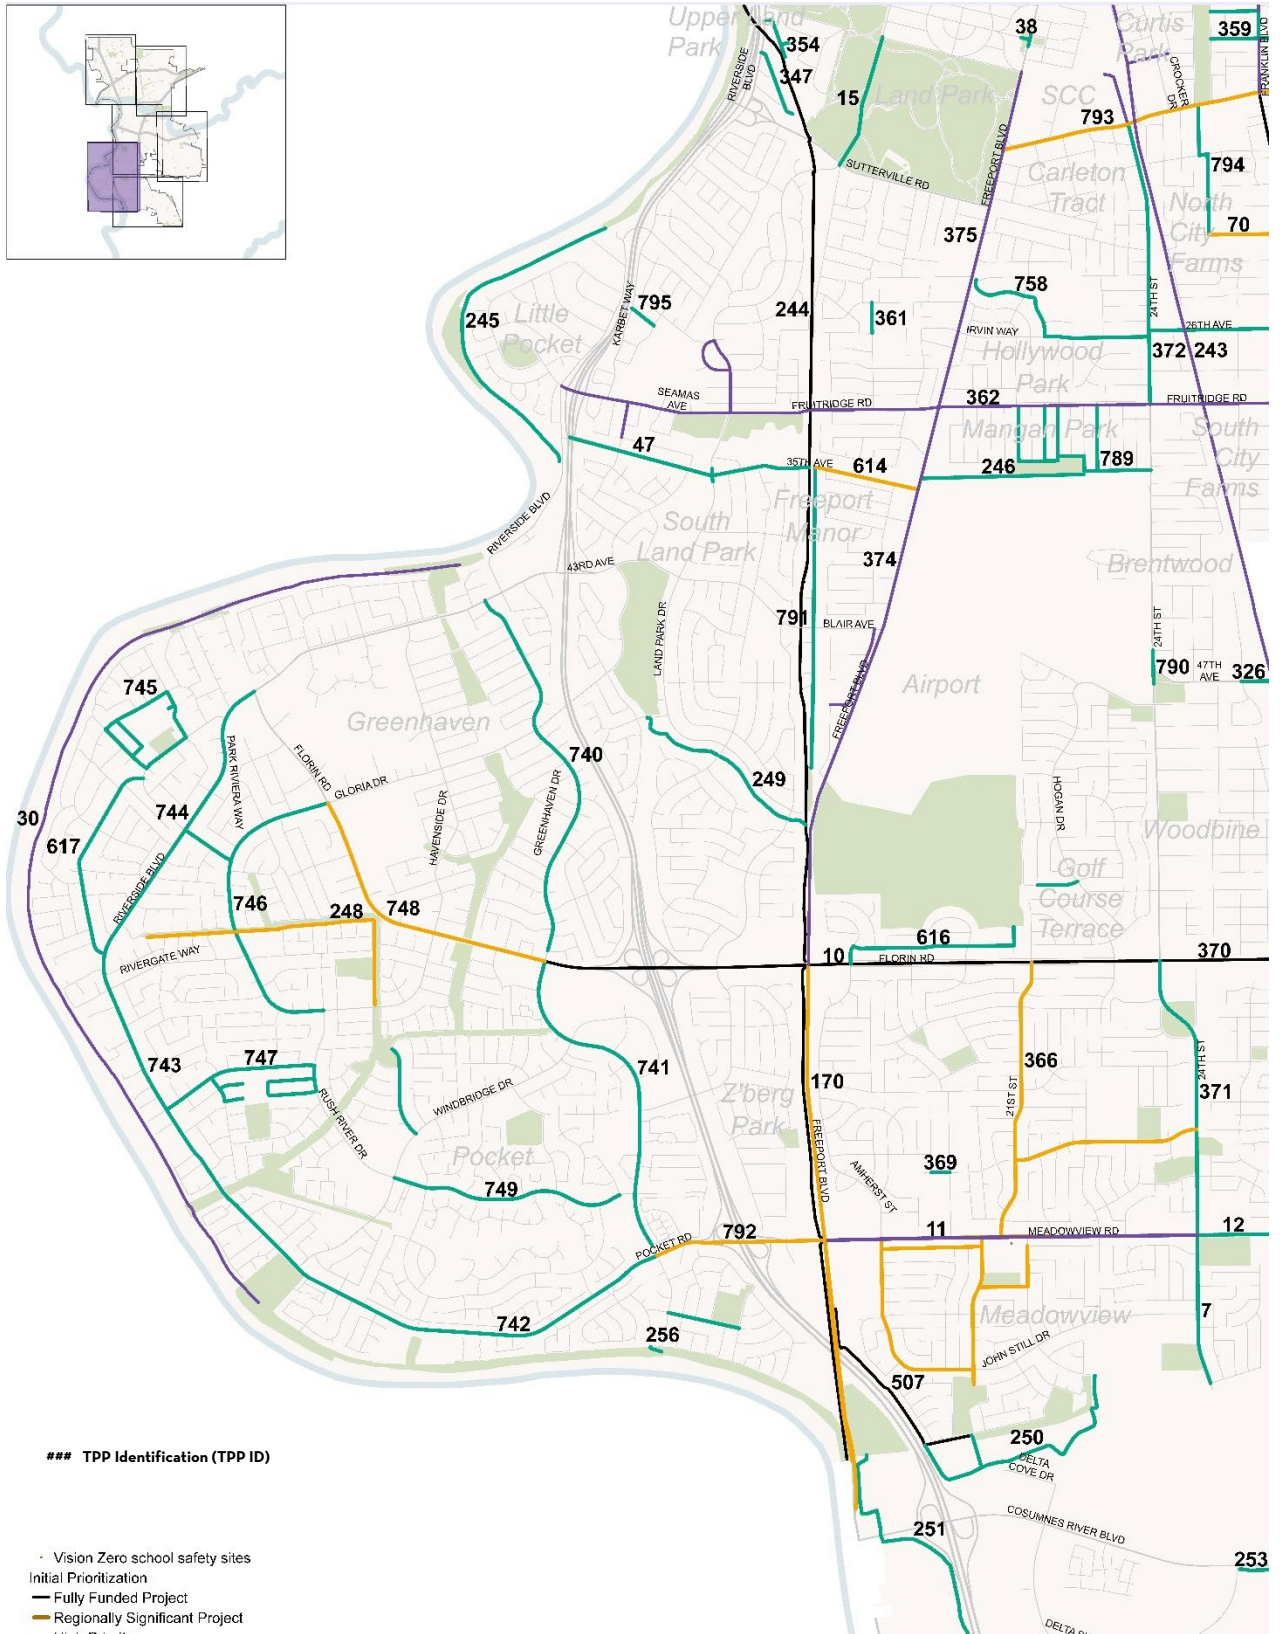 Upper Land
Park
354
38
Curtis
Park
359
FRANKLIN BLVD
RIVERSIDE
BLVD
347
15
Land Park
SCC
CROCKER
DR
793
SUTTERVILLE RD
FREEPORT BLVD
Carleton
Tract
794
North
City
Farms
70
375
758
24TH ST
245
Little
Pocket
795
KARBET WAY
244
361
IRVIN WAY
26TH AVE
Hollywood
Park
372
243
SEAMAS
AVE
FRUITRIDGE RD
362
FRUITRIDGE RD
47
35TH AVE
614
Mangan Park
246
789
South
City
Farms
Freeport
Manor
RIVERSIDE BLVD
South
Land Park
43RD AVE
374
Brentwood
LAND PARK DR
791
BLAIR AVE
24TH ST
790
47TH
AVE
326
745
FREEPORT BLVD
Airport
Greenhaven
PARK RIVIERA WAY
FLORIN RD
GLORIA DR
740
249
HOGAN DR
30
617
744
HAVENSIDE DR
GREENHAVEN DR
Woodbine
RIVERSIDE BLVD
Golf
Course
Terrace
746
248
748
RIVERGATE WAY
616
10
FLORIN RD
370
743
747
741
170
366
24TH ST
371
RUSH RIVER DR
WINDBRIDGE DR
Z'berg
Park
21ST ST
Pocket
749
FREEPORT BLVD
AMHERST ST
369
POCKET RD
792
11
MEADOWVIEW RD
12
742
256
Meadowview
7
JOHN STILL DR
507
250
DELTA
COVE DR
### TPP Identification (TPP ID)
251
COSUMNES RIVER BLVD
253
Vision Zero school safety sites
Initial Prioritization
Fully Funded Project
Regionally Significant Project